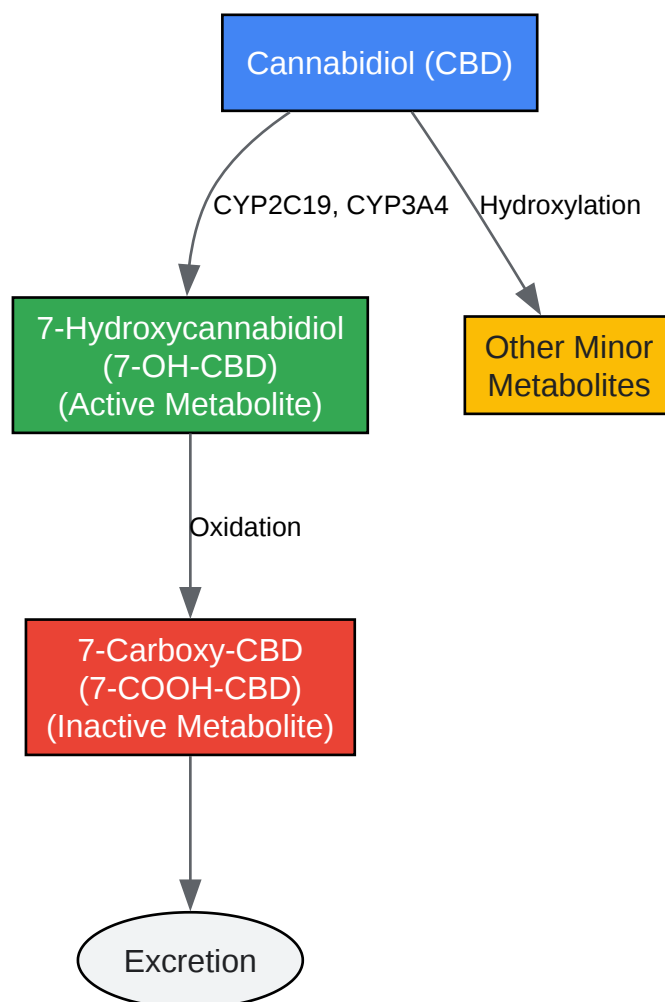 Cannabidiol (CBD)
CYP2C19, CYP3A4
Hydroxylation
7-Hydroxycannabidiol
(7-OH-CBD)
(Active Metabolite)
Other Minor
Metabolites
Oxidation
7-Carboxy-CBD
(7-COOH-CBD)
(Inactive Metabolite)
Excretion